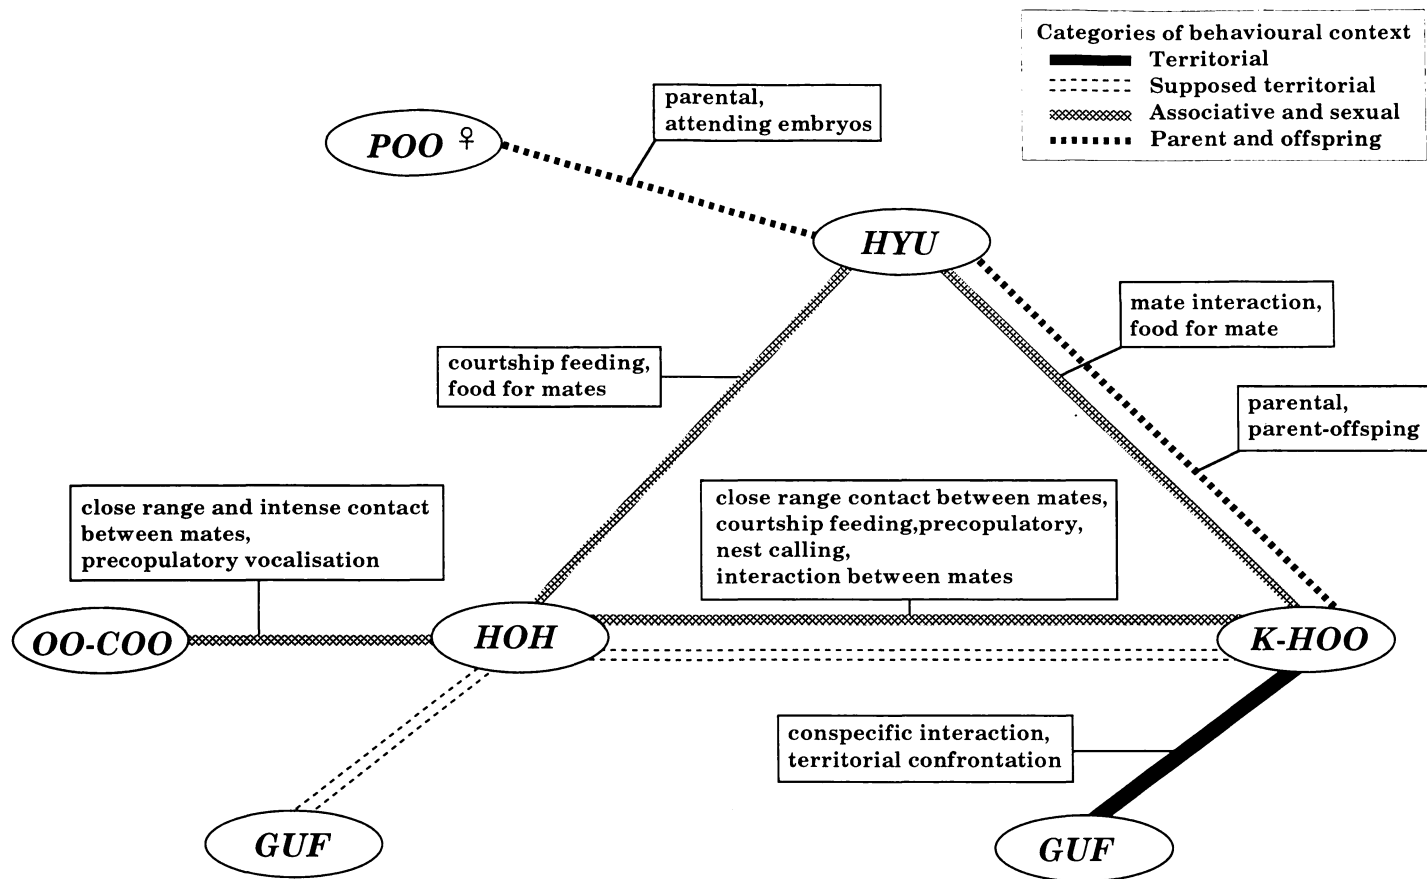 Categories of behavioural context
Territorial
Supposed territorial
Associative and sexual
Parent and offspring
parental,
attending embryos
POO ♀
HYU
mate interaction,
food for mate
courtship feeding,
food for mates
parental,
parent-offsping
close range and intense contact
between mates,
precopulatory vocalisation
close range contact between mates,
courtship feeding,precopulatory,
nest calling,
interaction between mates
OO-COO
HOH
K-HOO
conspecific interaction,
territorial confrontation
GUF
GUF